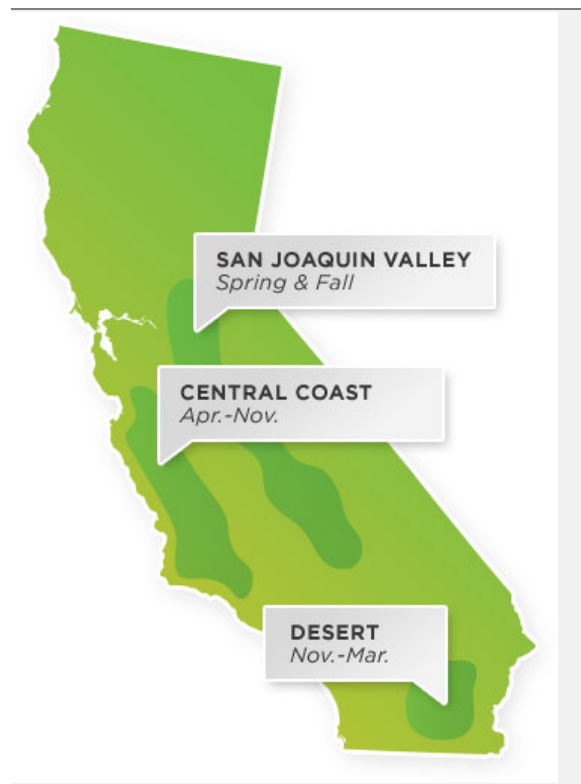 SAN JOAQUIN VALLEY
Spring & Fall
CENTRAL COAST
Apr.-Nov.
DESERT
Nov.-Mar.